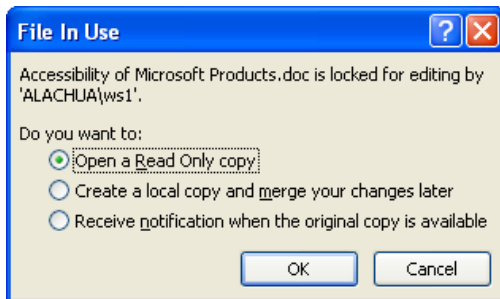 File In Use
Accessibility of Microsoft Products.doc is locked for editing by
'ALACHUA\ws1'.
Do you want to:
Open a Read Only copy
Create a local copy and merge your changes later
Receive notification when the original copy is available
OK Cancel